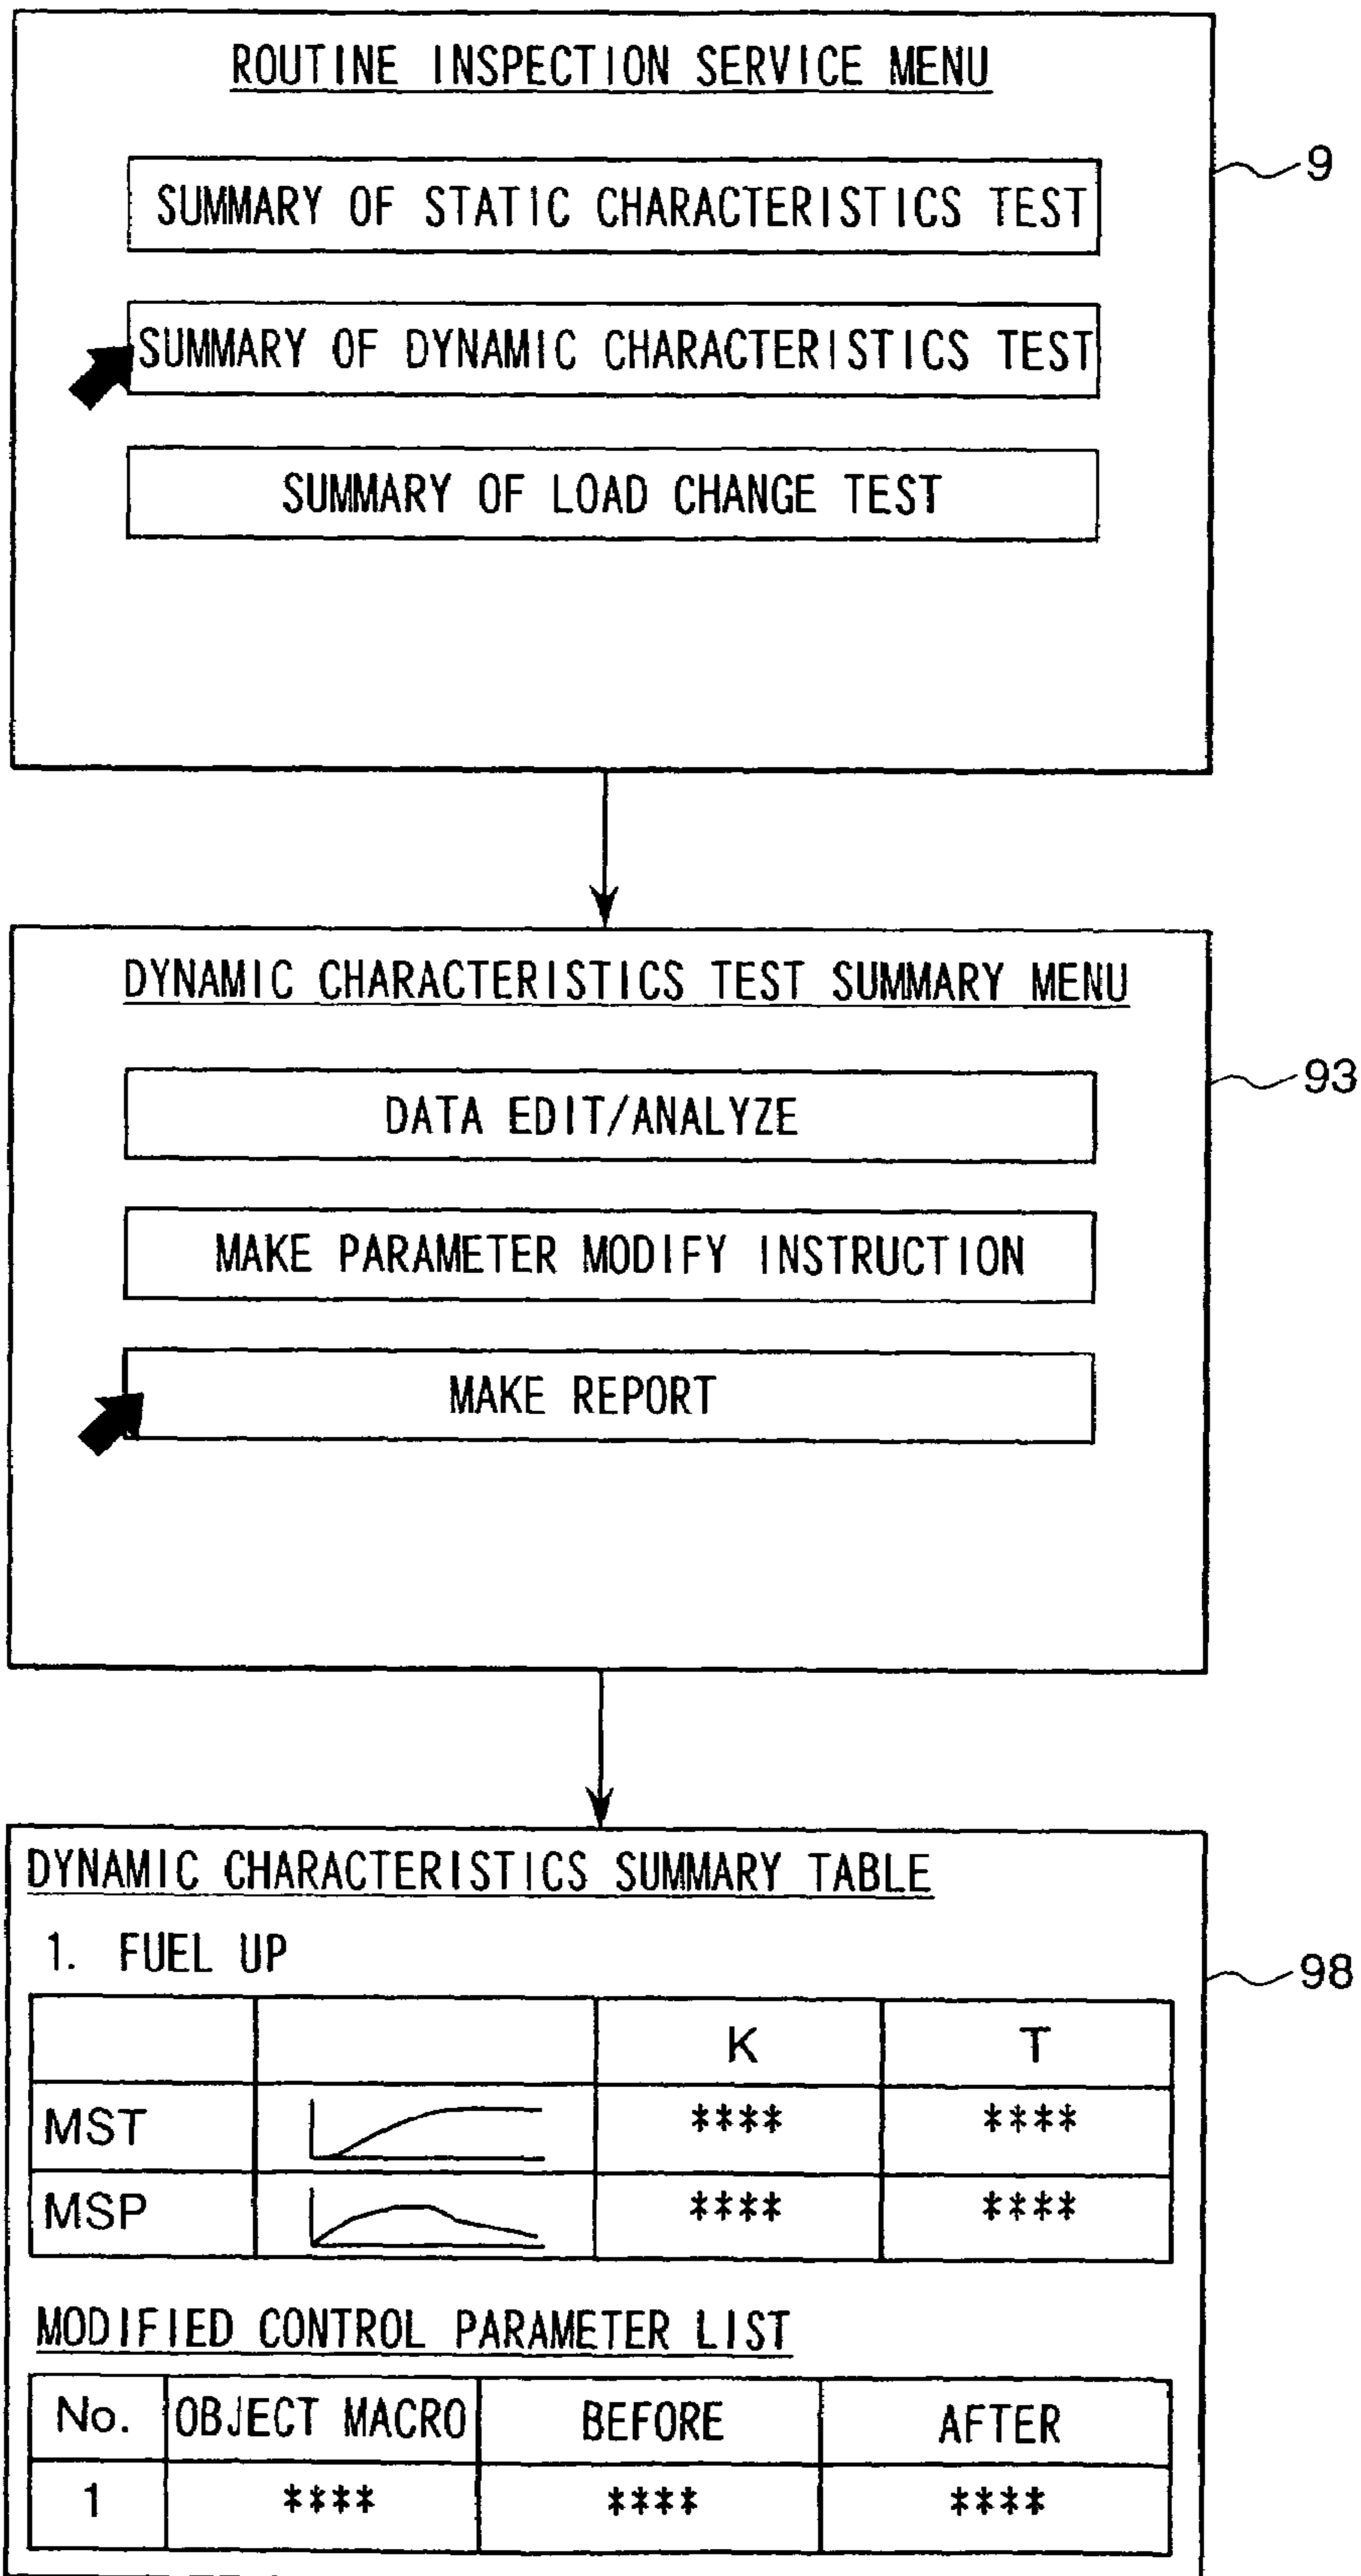 ROUTINE INSPECTION SERVICE MENU
9
SUMMARY OF STATIC CHARACTERISTICS TEST
SUMMARY OF DYNAMIC CHARACTERISTICS TEST
SUMMARY OF LOAD CHANGE TEST
DYNAMIC CHARACTERISTICS TEST SUMMARY MENU
93
DATA EDIT/ANALYZE
MAKE PARAMETER MODIFY INSTRUCTION
MAKE REPORT
DYNAMIC CHARACTERISTICS SUMMARY TABLE
1. FUEL UP
98
K T
MST **** ****
MSP **** ****
MODIFIED CONTROL PARAMETER LIST
No. OBJECT MACRO BEFORE AFTER
1 **** **** ****